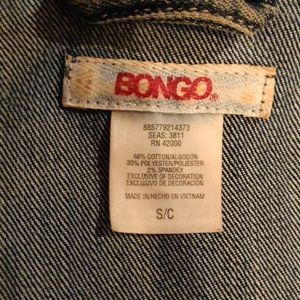 BONGO®
885779214373
SEAS: 3811
RN 42000
68% COTTON/ALGODÓN
30% POLYESTER/POLIÉSTER
2% SPANDEX
EXCLUSIVE OF DECORATION
EXCLUSIVO DE DECORACIÓN
MADE IN/HECHO EN VIETNAM
S/C